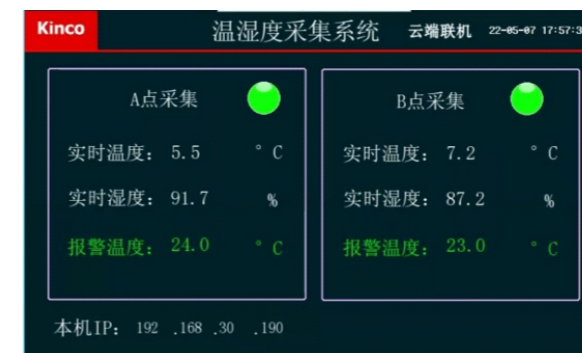 Kinco 温湿度采集系统 云端联机 22-05-07 17:57:3
A点采集
实时温度： 5.5 °C
实时湿度： 91.7 %
报警温度： 24.0 °C
B点采集
实时温度： 7.2 °C
实时湿度： 87.2 %
报警温度： 23.0 °C
本机IP： 192 .168 .30 .190